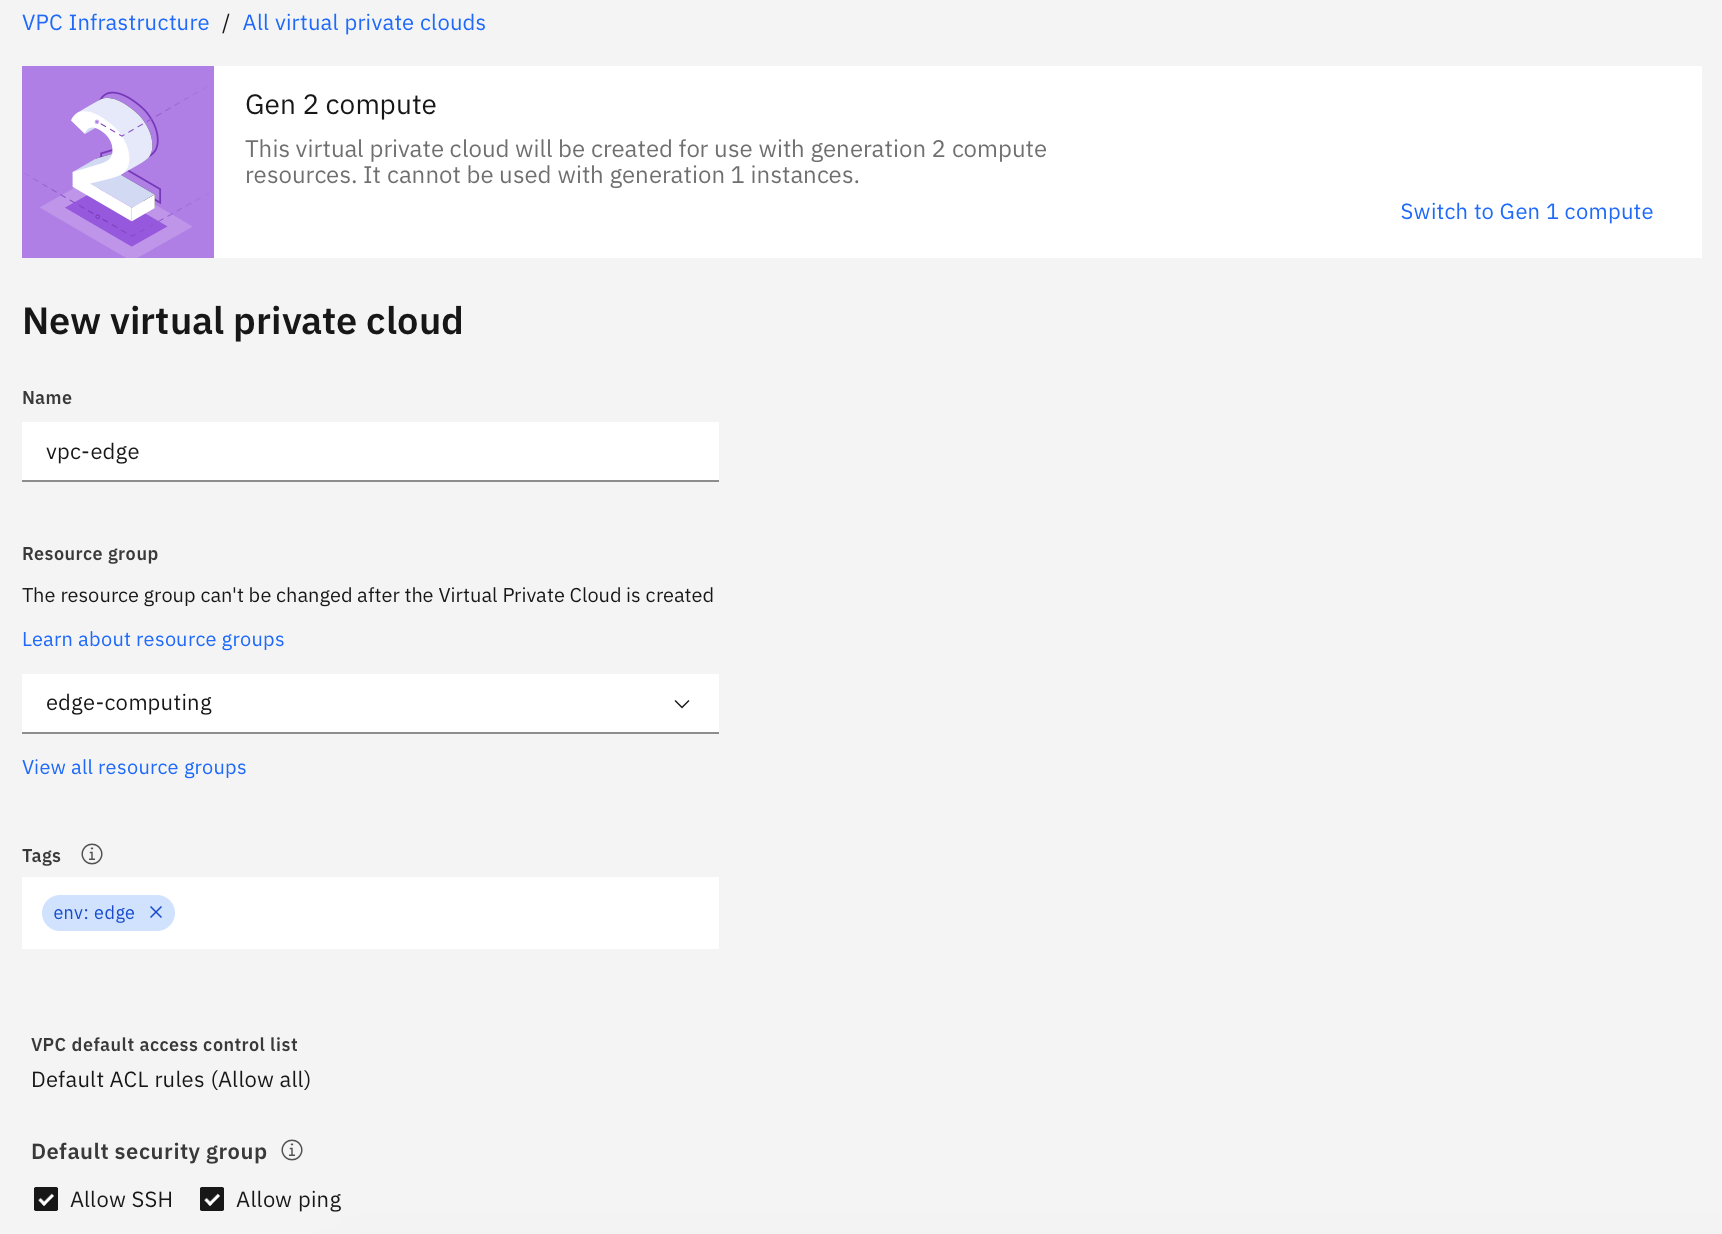 VPC Infrastructure / All virtual private clouds
2
Gen 2 compute
This virtual private cloud will be created for use with generation 2 compute
resources. It cannot be used with generation 1 instances.
Switch to Gen 1 compute
New virtual private cloud
Name
vpc-edge
Resource group
The resource group can't be changed after the Virtual Private Cloud is created
Learn about resource groups
edge-computing
View all resource groups
Tags
env: edge
VPC default access control list
Default ACL rules (Allow all)
Default security group
Allow SSH Allow ping